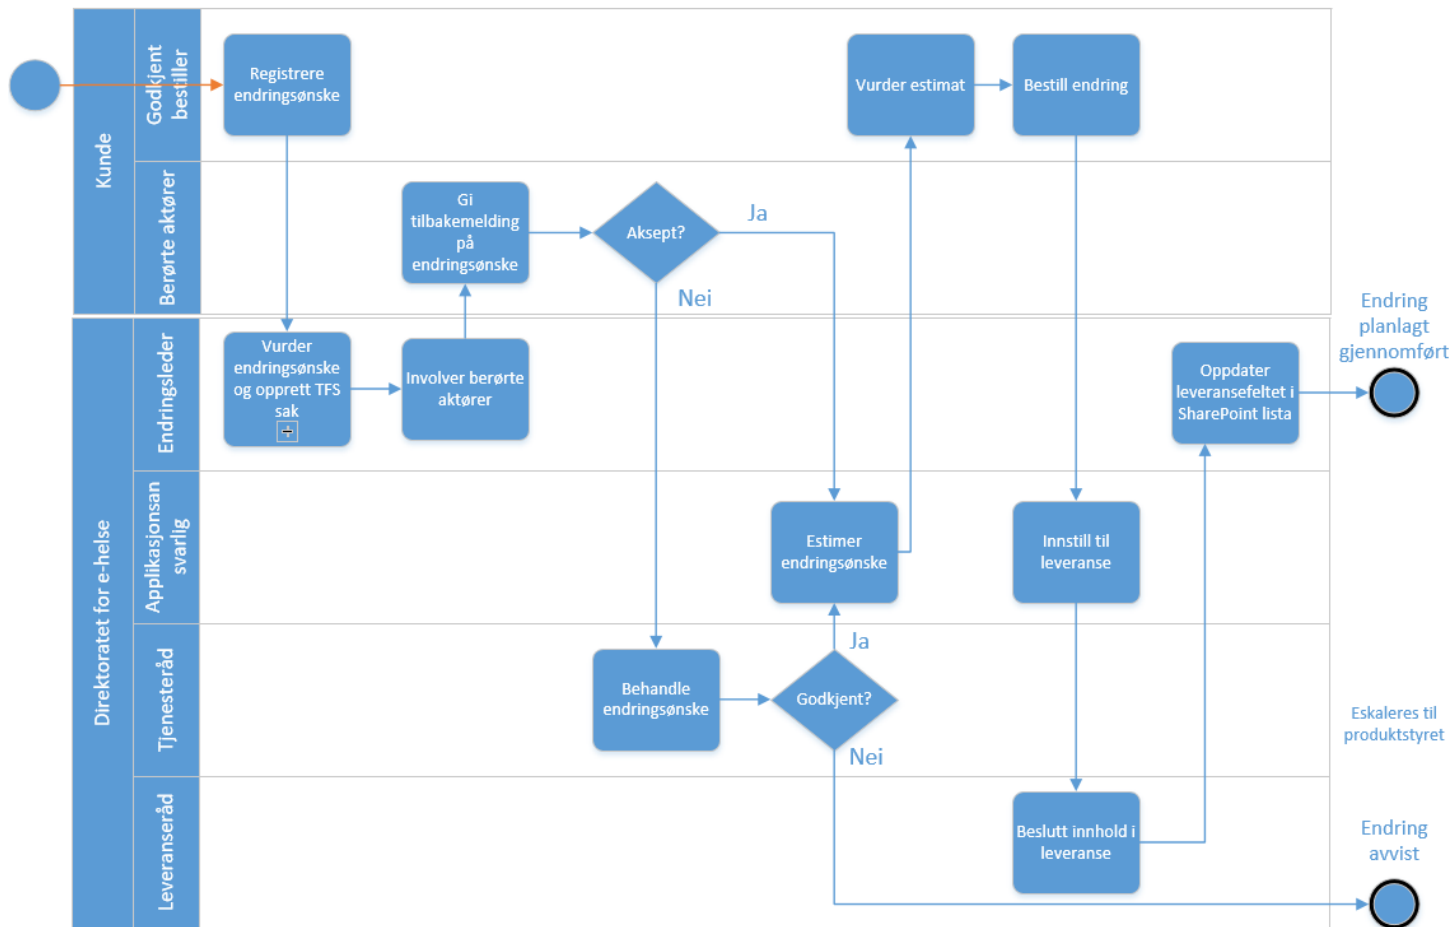 Kunde
Godkjent
bestiller
Registrere
endringsønske
Vurder estimat
Bestill endring
Berørte aktører
Gi
tilbakemelding
på
endringsønske
Aksept?
Ja
Nei
Direktoratet for e-helse
Endringsleder
Vurder
endringsønske
og opprett TFS
sak
Involver berørte
aktører
Oppdater
leveransefeltet i
SharePoint lista
Endring
planlagt
gjennomført
Applikasjonsan
svarlig
Estimer
endringsønske
Innstill til
leveranse
Tjenesteråd
Behandle
endringsønske
Godkjent?
Ja
Nei
Eskaleres til
produktstyret
Leveranseråd
Beslutt innhold i
leveranse
Endring
avvist